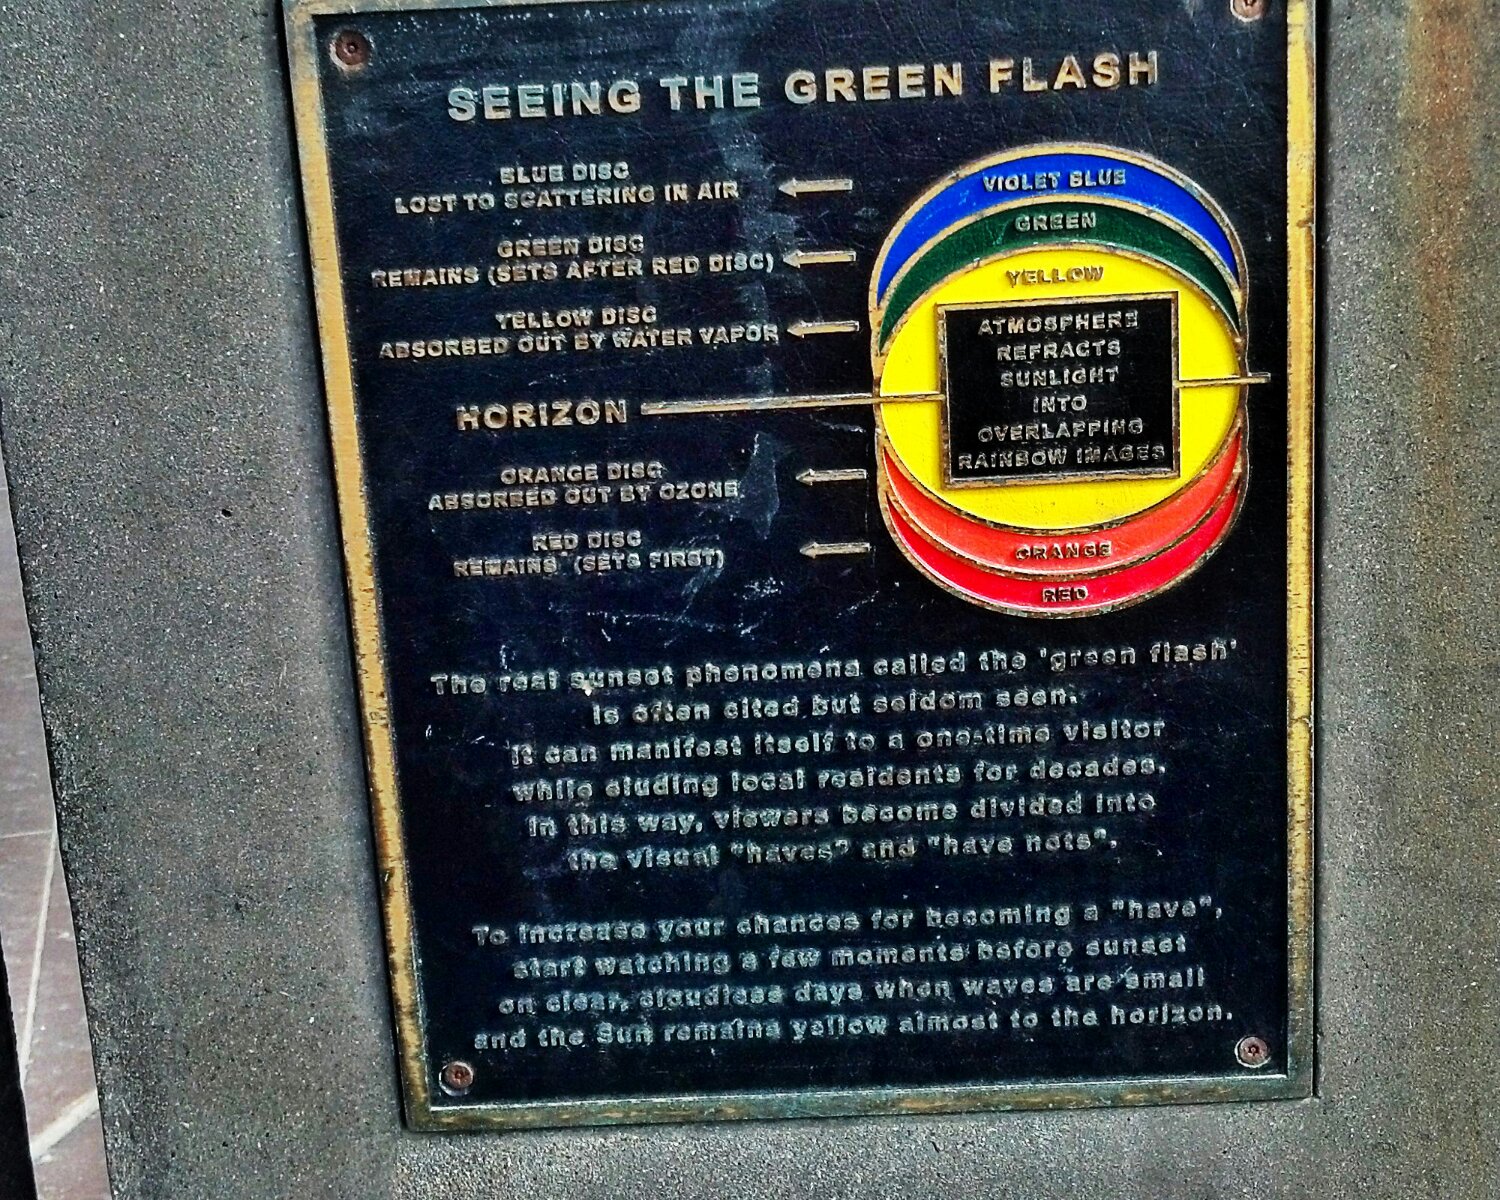 SEEING THE GREEN FLASH
BLUE DISC
LOST TO SCATTERING IN AIR
GREEN DISC
REMAINS (SETS AFTER RED DISC)
YELLOW DISC
ABSORBED OUT BY WATER VAPOR
HORIZON
ORANGE DISC
ABSORBED OUT BY OZONE
RED DISC
REMAINS (SETS FIRST)
VIOLET BLUE
GREEN
YELLOW
ATMOSPHERE
REFRACTS
SUNLIGHT
INTO
OVERLAPPING
RAINBOW IMAGES
ORANGE
RED
The real sunset phenomena called the 'green flash'
is often cited but seldom seen.
It can manifest itself to a one-time visitor
while eluding local residents for decades.
In this way, viewers become divided into
the visual "haves" and "have nots".
To increase your chances for becoming a "have",
start watching a few moments before sunset
on clear, cloudless days when waves are small
and the Sun remains yellow almost to the horizon.